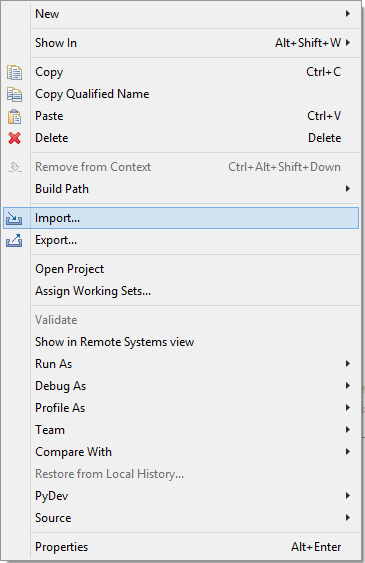 New
Show In Alt+Shift+W
Copy Ctrl+C
Copy Qualified Name
Paste Ctrl+V
Delete Delete
Remove from Context Ctrl+Alt+Shift+Down
Build Path
Import...
Export...
Open Project
Assign Working Sets...
Validate
Show in Remote Systems view
Run As
Debug As
Profile As
Team
Compare With
Restore from Local History...
PyDev
Source
Properties Alt+Enter